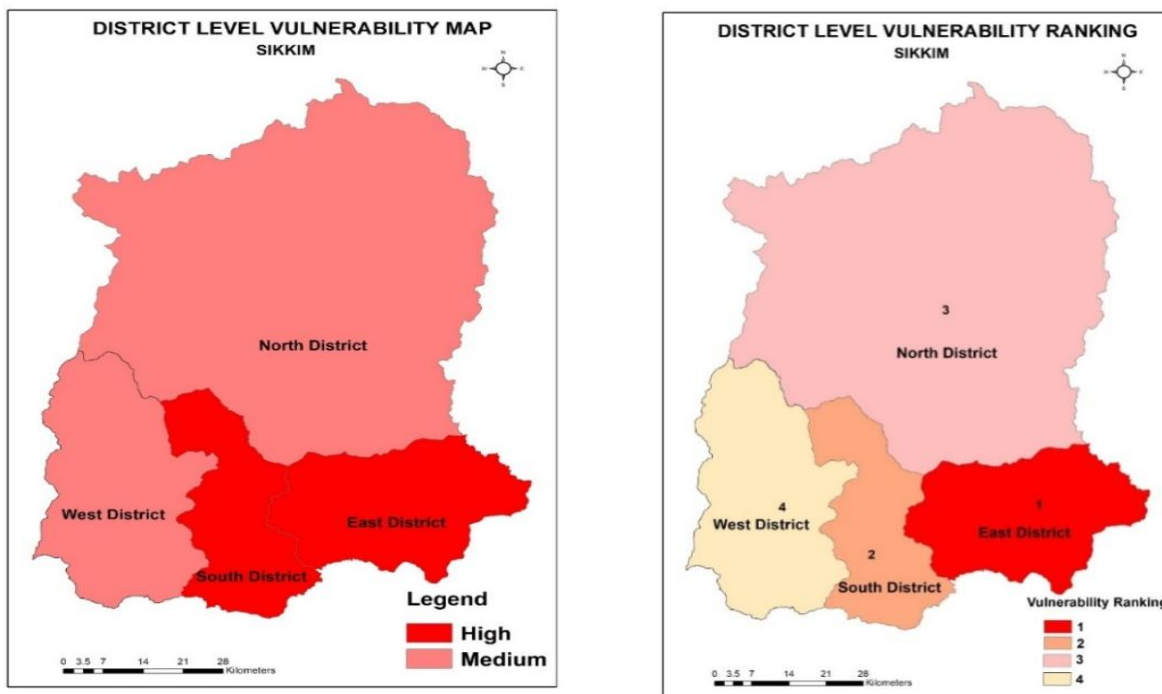 DISTRICT LEVEL VULNERABILITY MAP
SIKKIM
N
W E
S
North District
West District
East District
South District
Legend
High
Medium
0 3.5 7 14 21 28
Kilometers
DISTRICT LEVEL VULNERABILITY RANKING
SIKKIM
N
W E
S
3
North District
4
West District
1
East District
2
South District
Vulnerability Ranking
1
2
3
4
0 3.5 7 14 21 28
Kilometers